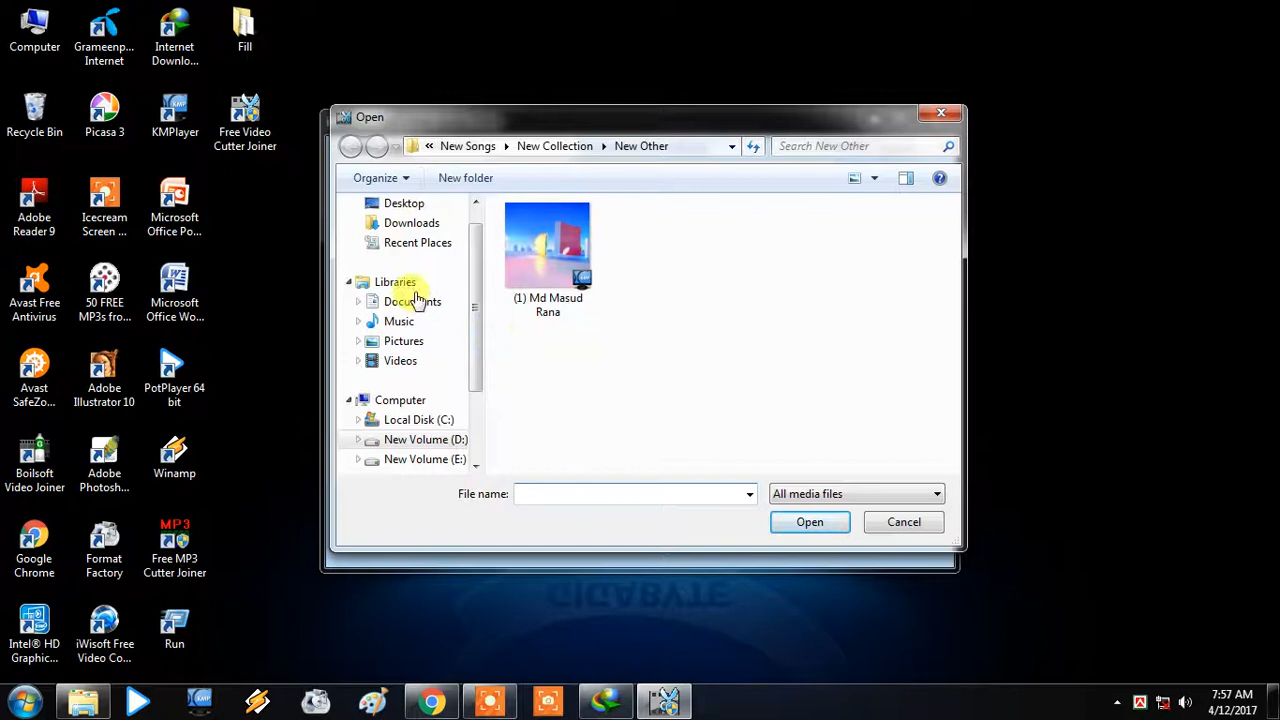 Computer
Grameenp...
Internet
Internet
Downlo...
Fill
Recycle Bin
Picasa 3
KMPlayer
Free Video
Cutter Joiner
Adobe
Reader 9
Icecream
Screen ...
Microsoft
Office Po...
Avast Free
Antivirus
50 FREE
MP3s fro...
Microsoft
Office Wo...
Avast
SafeZo...
Adobe
Illustrator 10
PotPlayer 64
bit
Boilsoft
Video Joiner
Adobe
Photosh...
Winamp
Google
Chrome
Format
Factory
MP3
Free MP3
Cutter Joiner
Intel® HD
Graphic...
iWisoft Free
Video Co...
Run
Open
« New Songs New Collection New Other
Search New Other
Organize
New folder
Desktop
Downloads
Recent Places
Libraries
Documents
Music
Pictures
Videos
Computer
Local Disk (C:)
New Volume (D:)
New Volume (E:)
KMP
(1) Md Masud
Rana
File name:
All media files
Open
Cancel
GIGABYTE
7:57 AM
4/12/2017